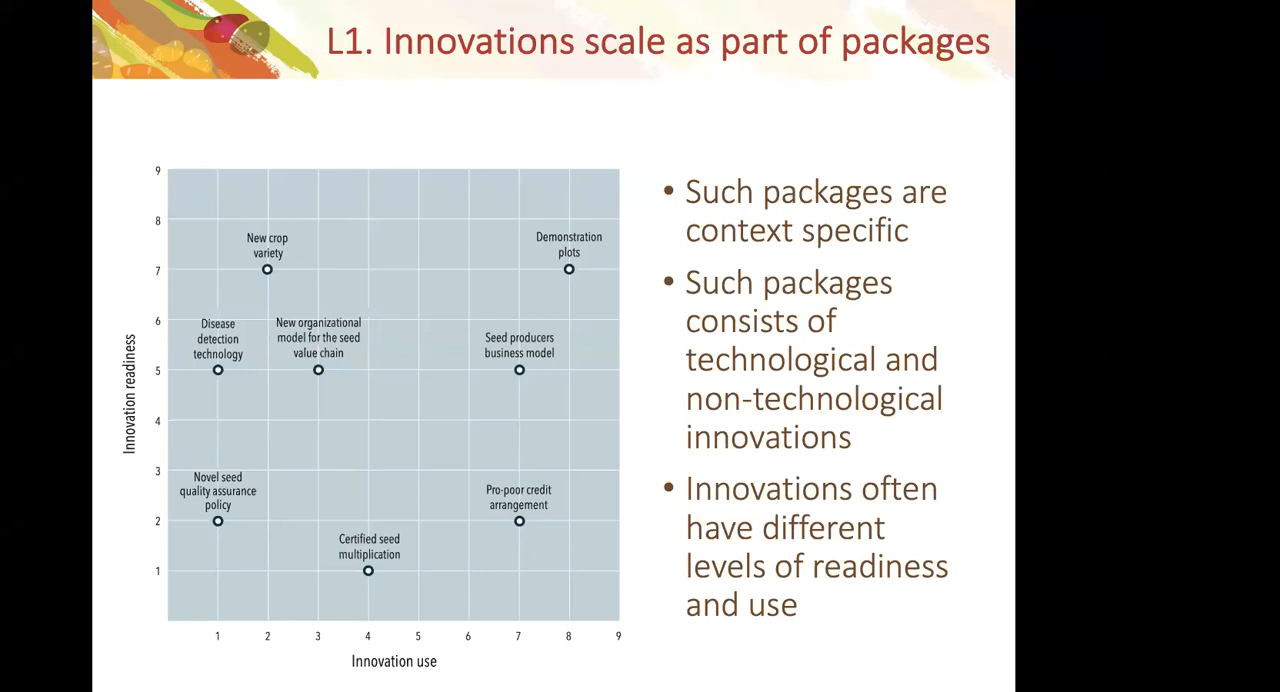 L1. Innovations scale as part of packages
9
8
7
6
5
4
3
2
1
Innovation readiness
New crop
variety
Demonstration
plots
Disease
detection
technology
New organizational
model for the seed
value chain
Seed producers
business model
Novel seed
quality assurance
policy
Pro-poor credit
arrangement
Certified seed
multiplication
1 2 3 4 5 6 7 8 9
Innovation use
• Such packages are
context specific
• Such packages
consists of
technological and
non-technological
innovations
• Innovations often
have different
levels of readiness
and use